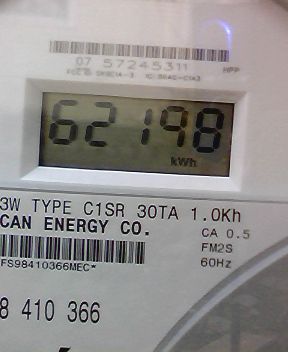 07 57245311
HPP
62198
kWh
3W TYPE C1SR 30TA 1.0Kh
CAN ENERGY CO.
CA 0.5
FM2S
FS98410366MEC*
60Hz
8 410 366